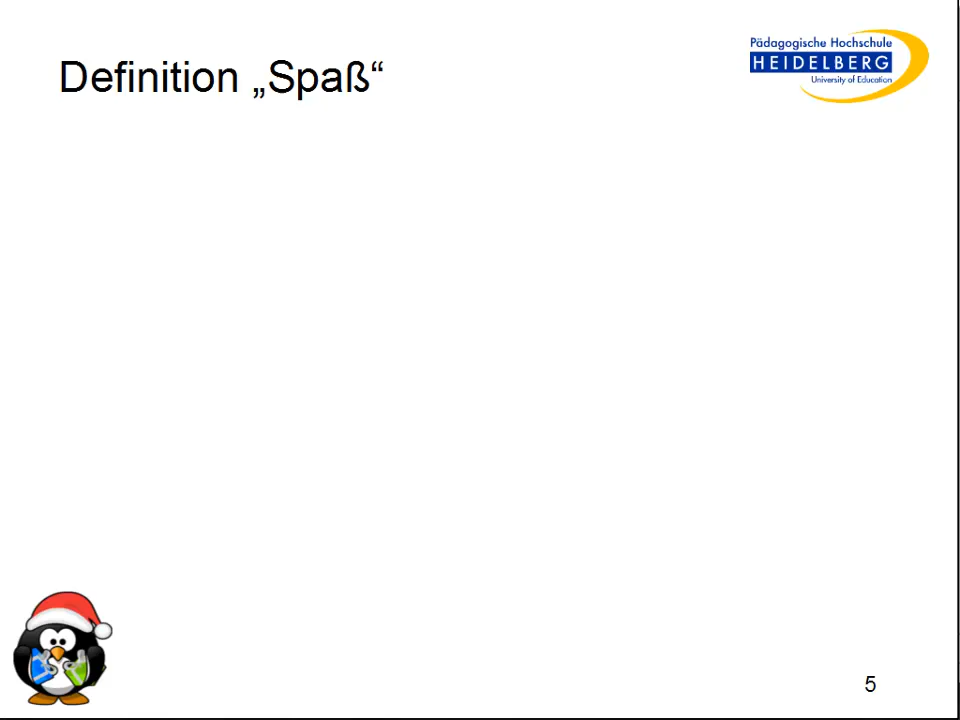 Pädagogische Hochschule
HEIDELBERG
University of Education
Definition „Spaß“
5